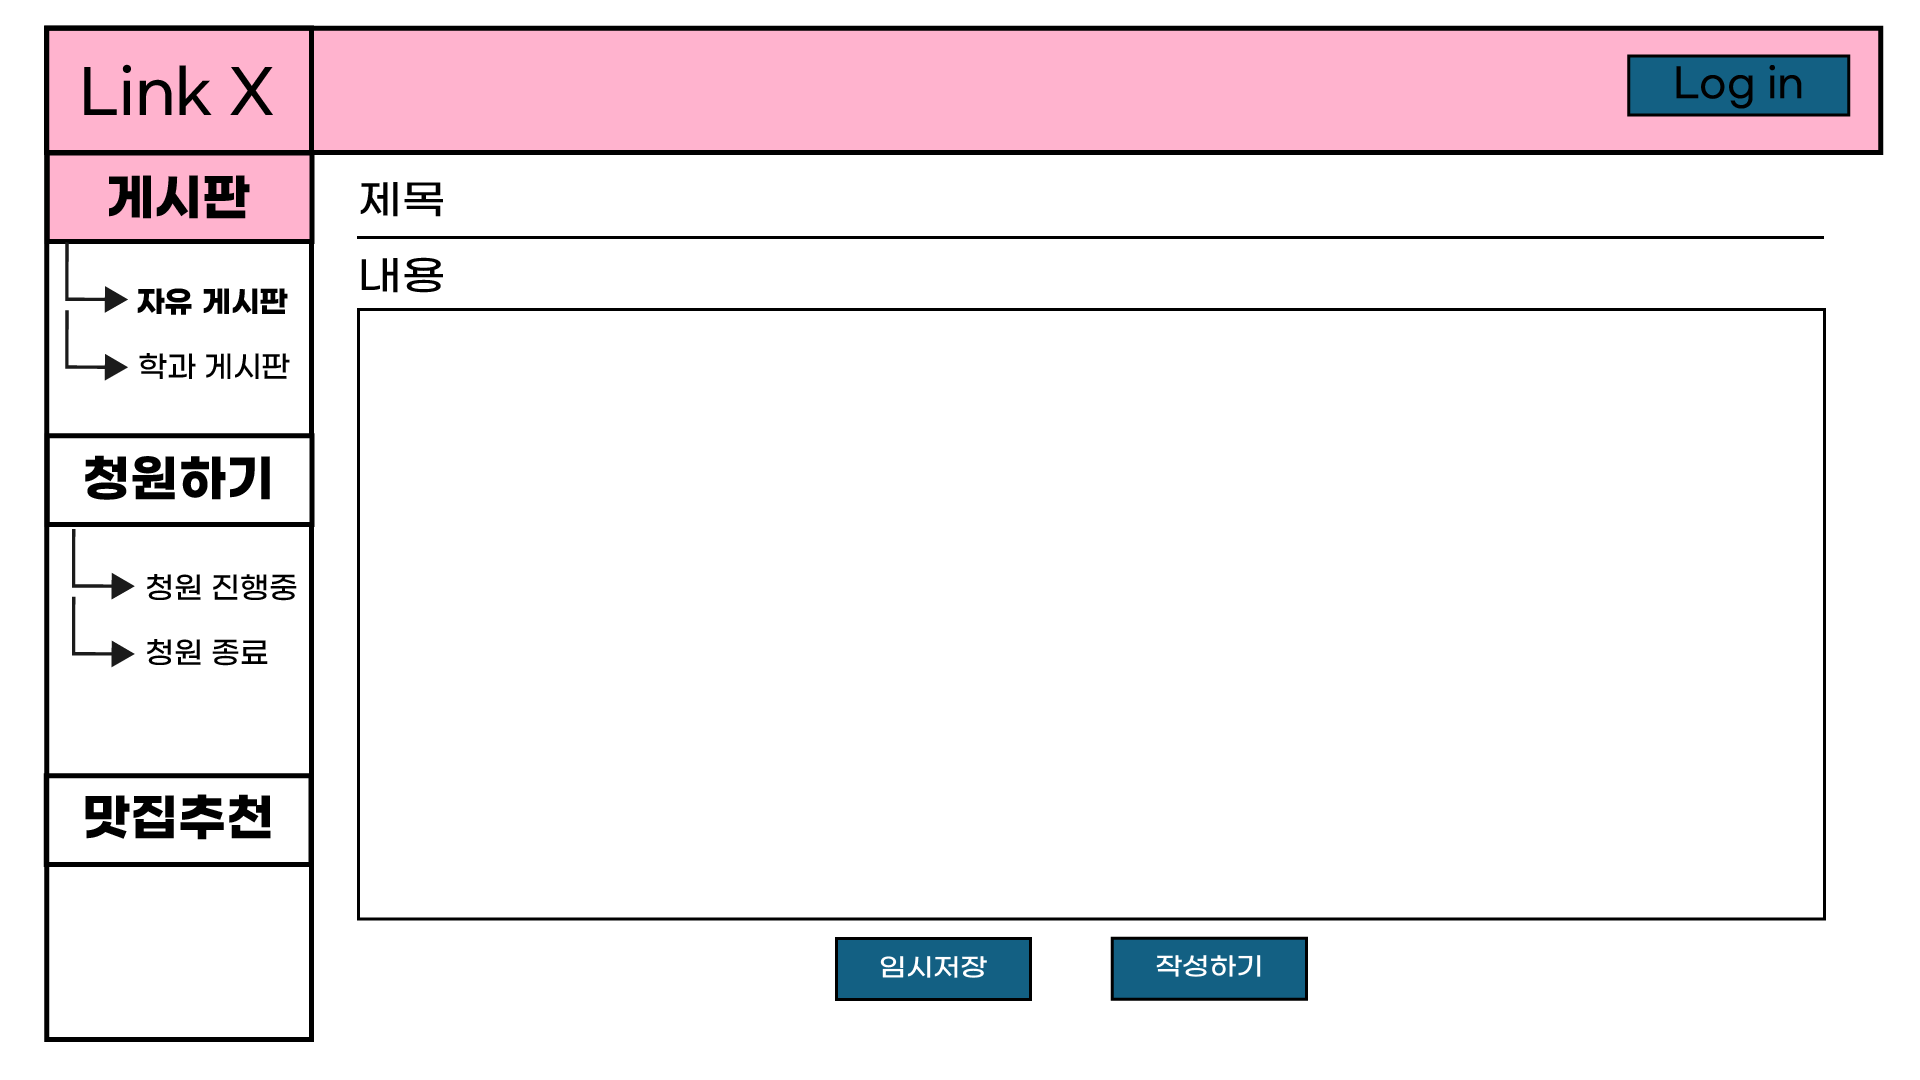 Link X
Log in
게시판
자유 게시판
학과 게시판
청원하기
청원 진행중
청원 종료
맛집추천
제목
내용
임시저장
작성하기